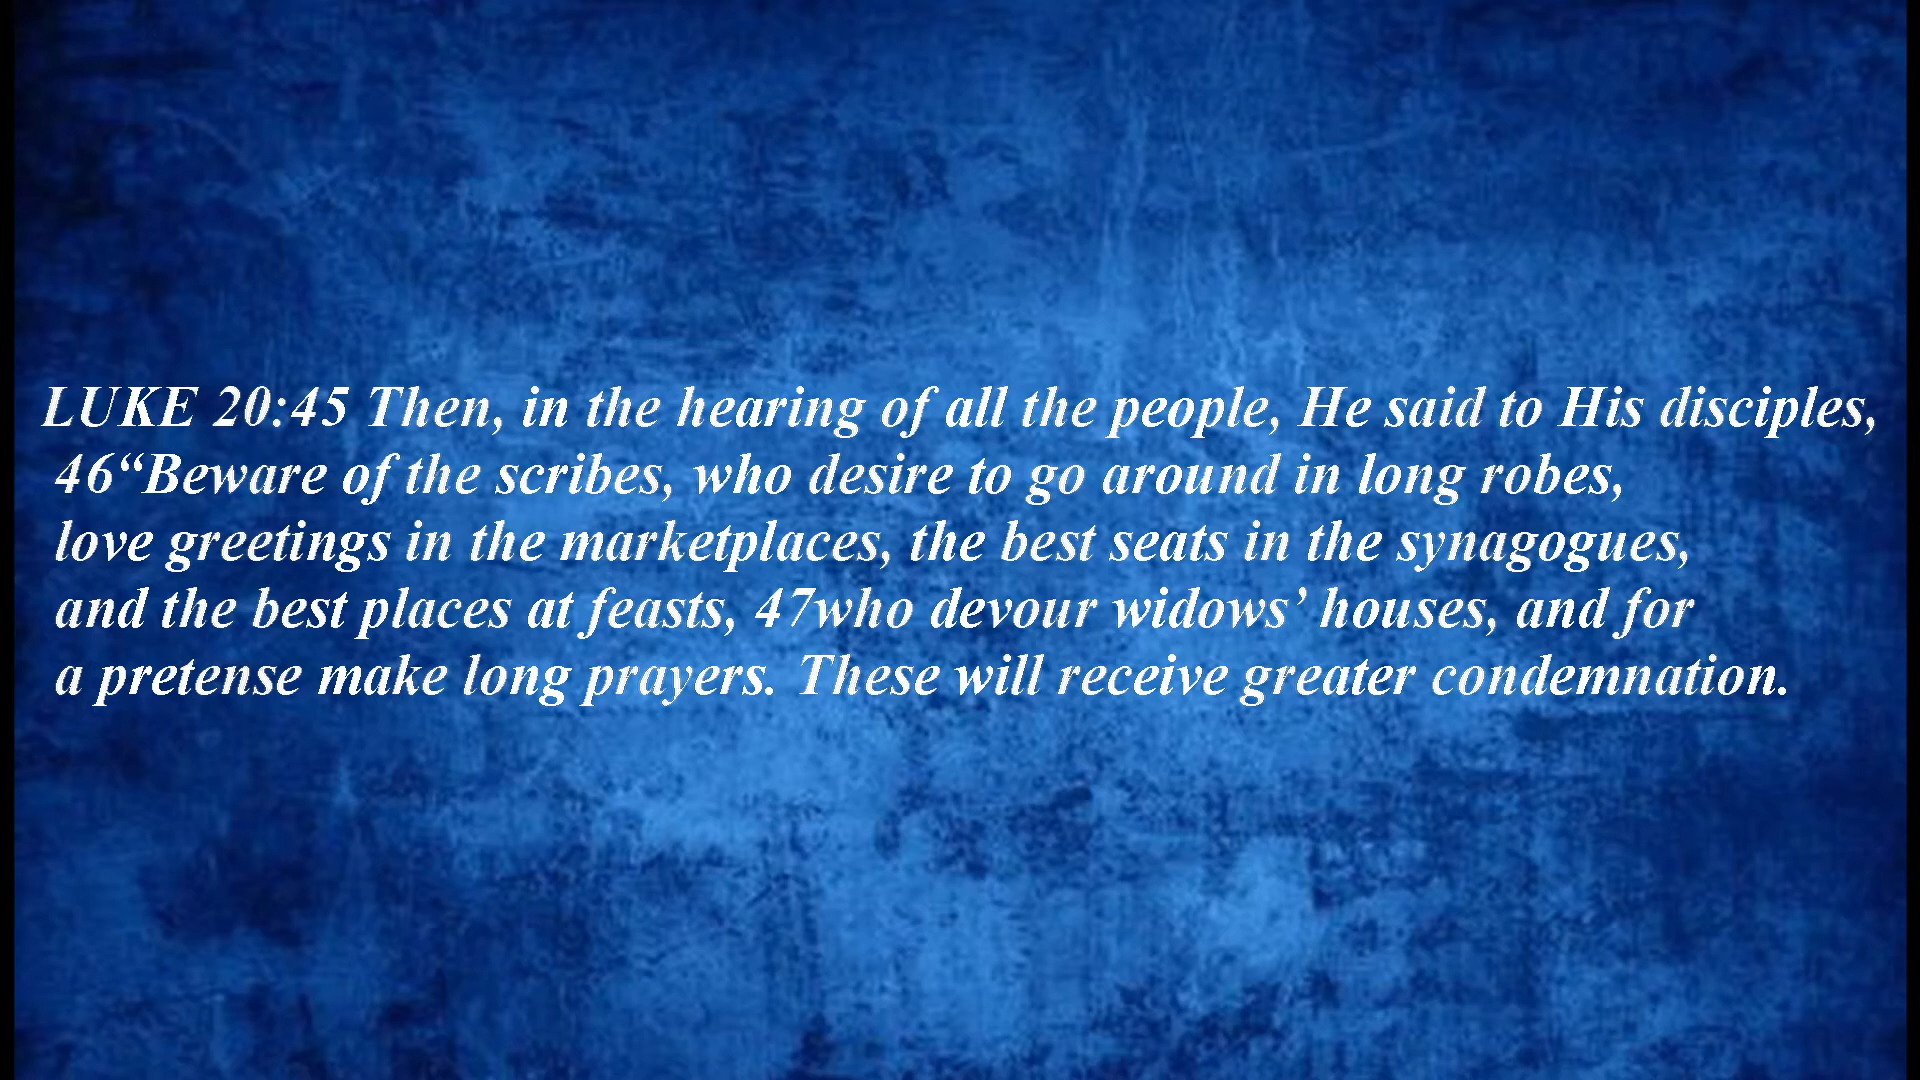 LUKE 20:45 Then, in the hearing of all the people, He said to His disciples,
46“Beware of the scribes, who desire to go around in long robes,
love greetings in the marketplaces, the best seats in the synagogues,
and the best places at feasts, 47who devour widows’ houses, and for
a pretense make long prayers. These will receive greater condemnation.